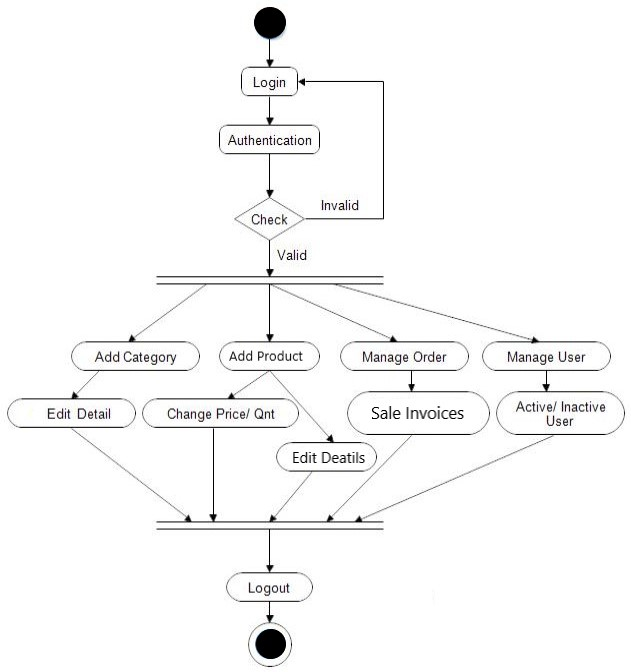 Login
Authentication
Invalid
Check
Valid
Add Category
Add Product
Manage Order
Manage User
Edit Detail
Change Price/ Qnt
Sale Invoices
Active/ Inactive
User
Edit Deatils
Logout